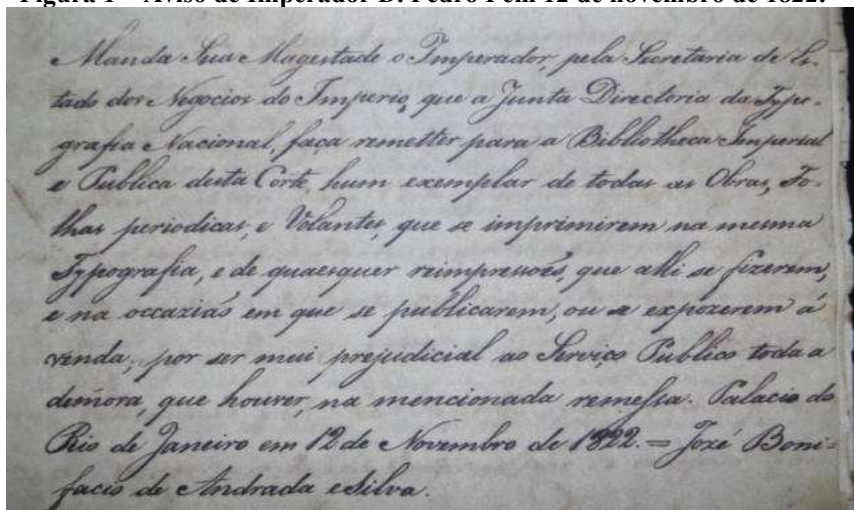 Figura 1 – Aviso de Imperador D. Pedro I em 12 de novembro de 1822.
Manda Sua Magestade o Imperador, pela Secretaria de Es-
tado dos Negocios do Imperio, que a Junta Directoria da Typo-
grafia Nacional, faça remetter para a Bibliotheca Imperial
e Publica desta Corte, hum exemplar de todas as Obras, Fo-
lhas periodicas, e Volantes, que se imprimirem na mesma
Typografia, e de quaesquer reimpressoẽs, que alli se fizerem,
e na occaziaõ em que se publicarem, ou se expozerem á
venda; por ser mui prejudicial ao Serviço Publico toda a
demora, que houver, na mencionada remessa. Palacio do
Rio de Janeiro em 12 de Novembro de 1822. = Jozé Boni=
facio de Andrada e Silva.